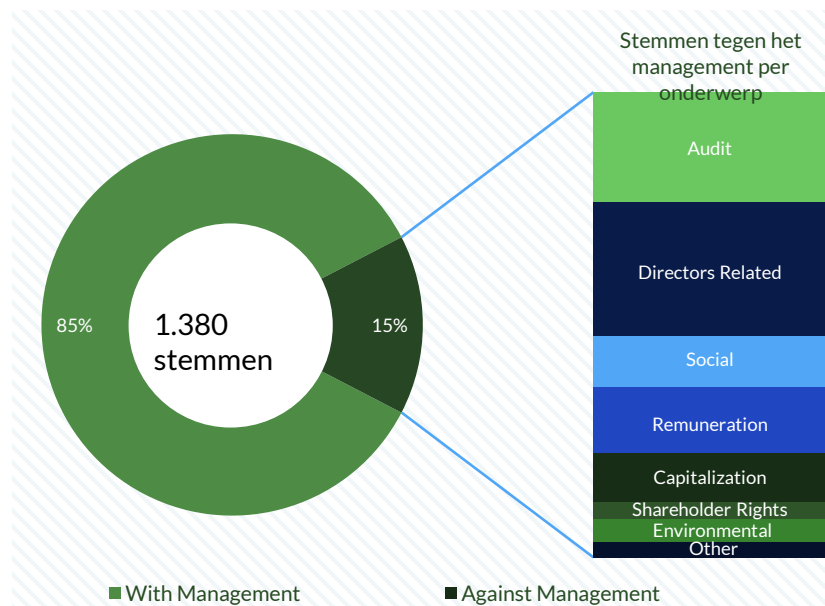 Stemmen tegen het
management per
onderwerp
Audit
Directors Related
85%
1.380
stemmen
15%
Social
Remuneration
Capitalization
Shareholder Rights
Environmental
Other
With Management
Against Management